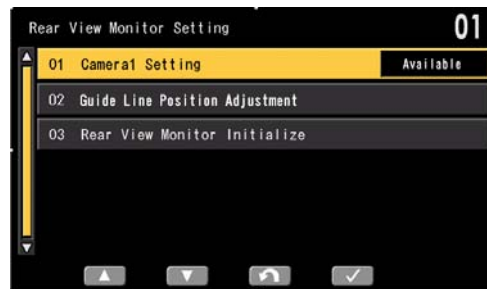 Rear View Monitor Setting 01
01 Camera1 Setting Available
02 Guide Line Position Adjustment
03 Rear View Monitor Initialize